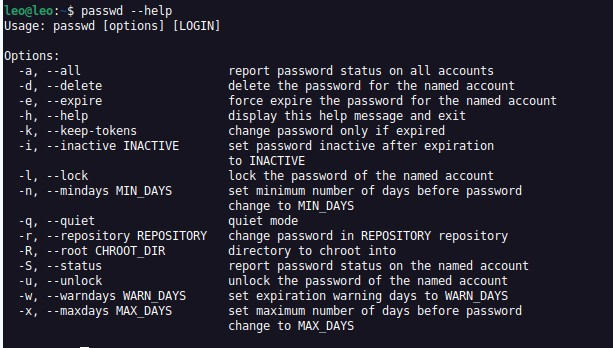 leo@leo:~$ passwd --help
Usage: passwd [options] [LOGIN]

Options:
  -a, --all                     report password status on all accounts
  -d, --delete                  delete the password for the named account
  -e, --expire                  force expire the password for the named account
  -h, --help                    display this help message and exit
  -k, --keep-tokens             change password only if expired
  -i, --inactive INACTIVE       set password inactive after expiration
                                to INACTIVE
  -l, --lock                    lock the password of the named account
  -n, --mindays MIN_DAYS        set minimum number of days before password
                                change to MIN_DAYS
  -q, --quiet                   quiet mode
  -r, --repository REPOSITORY   change password in REPOSITORY repository
  -R, --root CHROOT_DIR         directory to chroot into
  -S, --status                  report password status on the named account
  -u, --unlock                  unlock the password of the named account
  -w, --warndays WARN_DAYS      set expiration warning days to WARN_DAYS
  -x, --maxdays MAX_DAYS        set maximum number of days before password
                                change to MAX_DAYS